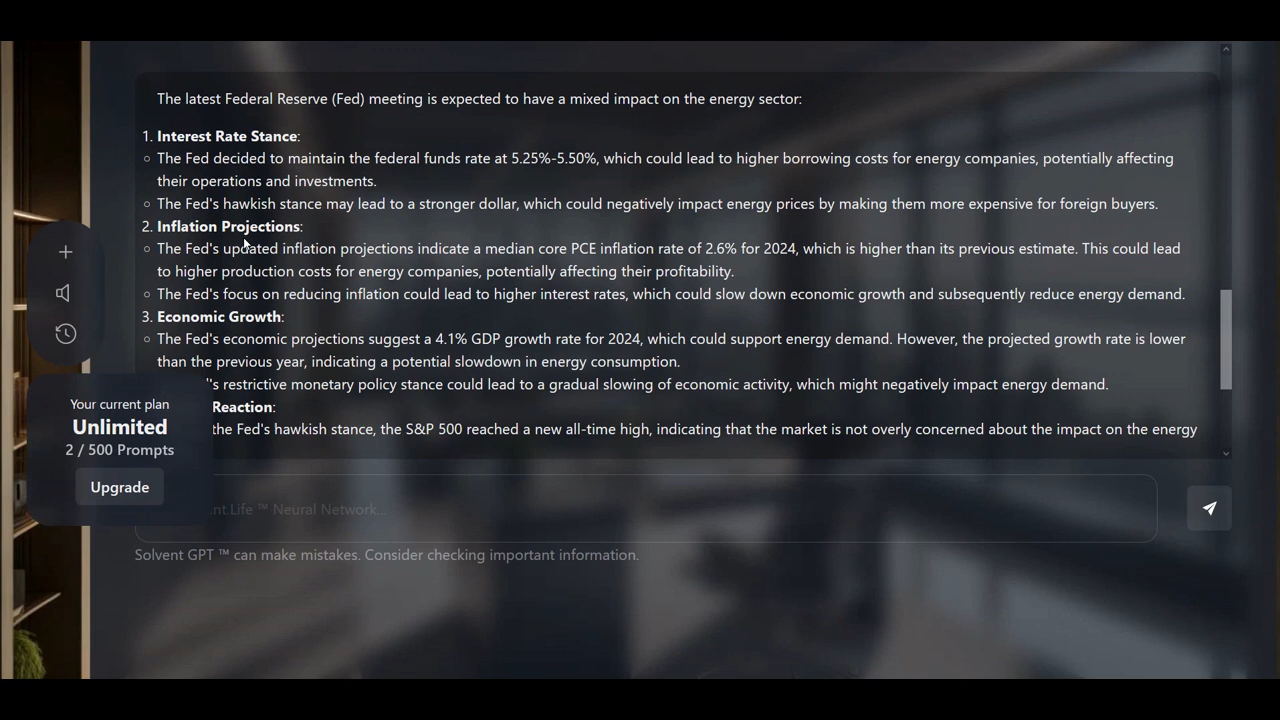 The latest Federal Reserve (Fed) meeting is expected to have a mixed impact on the energy sector:
1. Interest Rate Stance:
○ The Fed decided to maintain the federal funds rate at 5.25%-5.50%, which could lead to higher borrowing costs for energy companies, potentially affecting
their operations and investments.
○ The Fed's hawkish stance may lead to a stronger dollar, which could negatively impact energy prices by making them more expensive for foreign buyers.
2. Inflation Projections:
○ The Fed's updated inflation projections indicate a median core PCE inflation rate of 2.6% for 2024, which is higher than its previous estimate. This could lead
to higher production costs for energy companies, potentially affecting their profitability.
○ The Fed's focus on reducing inflation could lead to higher interest rates, which could slow down economic growth and subsequently reduce energy demand.
3. Economic Growth:
○ The Fed's economic projections suggest a 4.1% GDP growth rate for 2024, which could support energy demand. However, the projected growth rate is lower
than the previous year, indicating a potential slowdown in energy consumption.
's restrictive monetary policy stance could lead to a gradual slowing of economic activity, which might negatively impact energy demand.
Reaction:
the Fed's hawkish stance, the S&P 500 reached a new all-time high, indicating that the market is not overly concerned about the impact on the energy
Your current plan
Unlimited
2 / 500 Prompts
Upgrade
nt.Life ™ Neural Network...
Solvent GPT ™ can make mistakes. Consider checking important information.